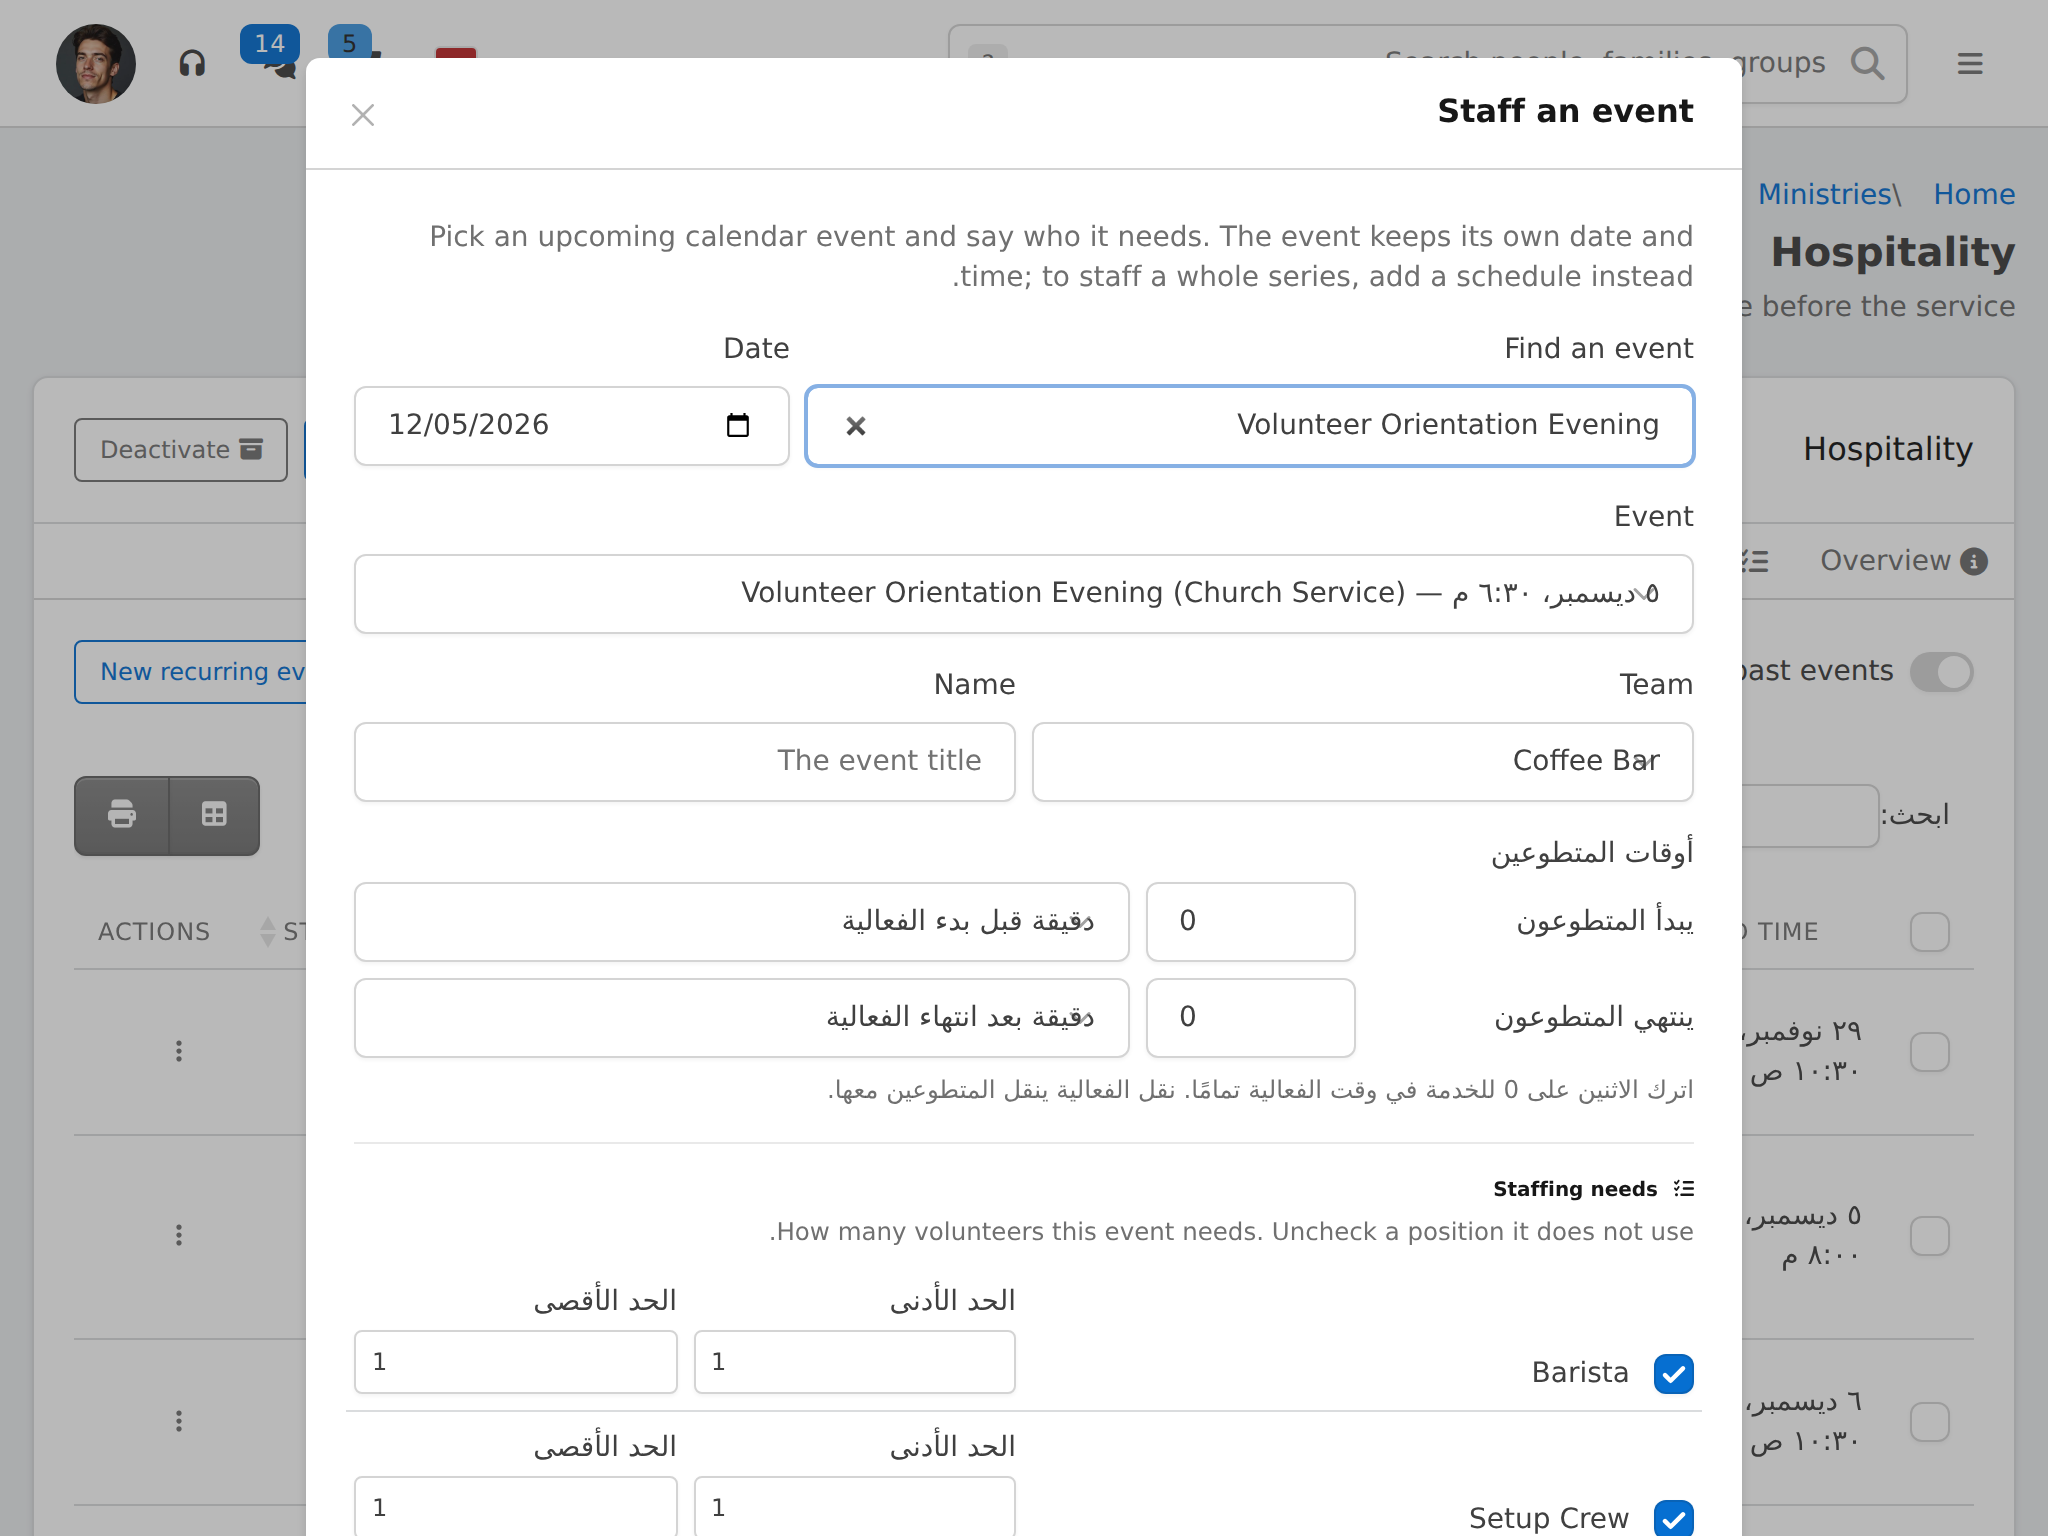 14
5
Search people, families, groups
Staff an event
Home
Ministries\
Hospitality
e before the service
Pick an upcoming calendar event and say who it needs. The event keeps its own date and
time; to staff a whole series, add a schedule instead.
Find an event
Date
Volunteer Orientation Evening
12/05/2026
Hospitality
Deactivate
Event
٥ ديسمبر، ٦:٣٠ م — Volunteer Orientation Evening (Church Service)
Overview
Team
Name
Coffee Bar
The event title
past events
New recurring ev
ابحث:
أوقات المتطوعين
يبدأ المتطوعون
0
دقيقة قبل بدء الفعالية
ينتهي المتطوعون
0
دقيقة بعد انتهاء الفعالية
اترك الاثنين على 0 للخدمة في وقت الفعالية تمامًا. نقل الفعالية ينقل المتطوعين معها.
TIME
ST
ACTIONS
٢٩ نوفمبر،
١٠:٣٠ ص
٥ ديسمبر،
٨:٠٠ م
٦ ديسمبر،
١٠:٣٠ ص
Staffing needs
How many volunteers this event needs. Uncheck a position it does not use.
الحد الأدنى
الحد الأقصى
Barista
1
1
الحد الأدنى
الحد الأقصى
Setup Crew
1
1